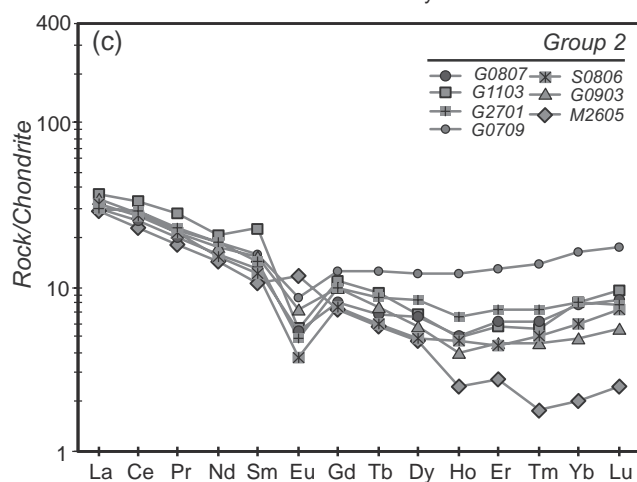 (c)
Group 2
G0807
G1103
G2701
G0709
S0806
G0903
M2605
Rock/Chondrite
400
100
10
1
La Ce Pr Nd Sm Eu Gd Tb Dy Ho Er Tm Yb Lu